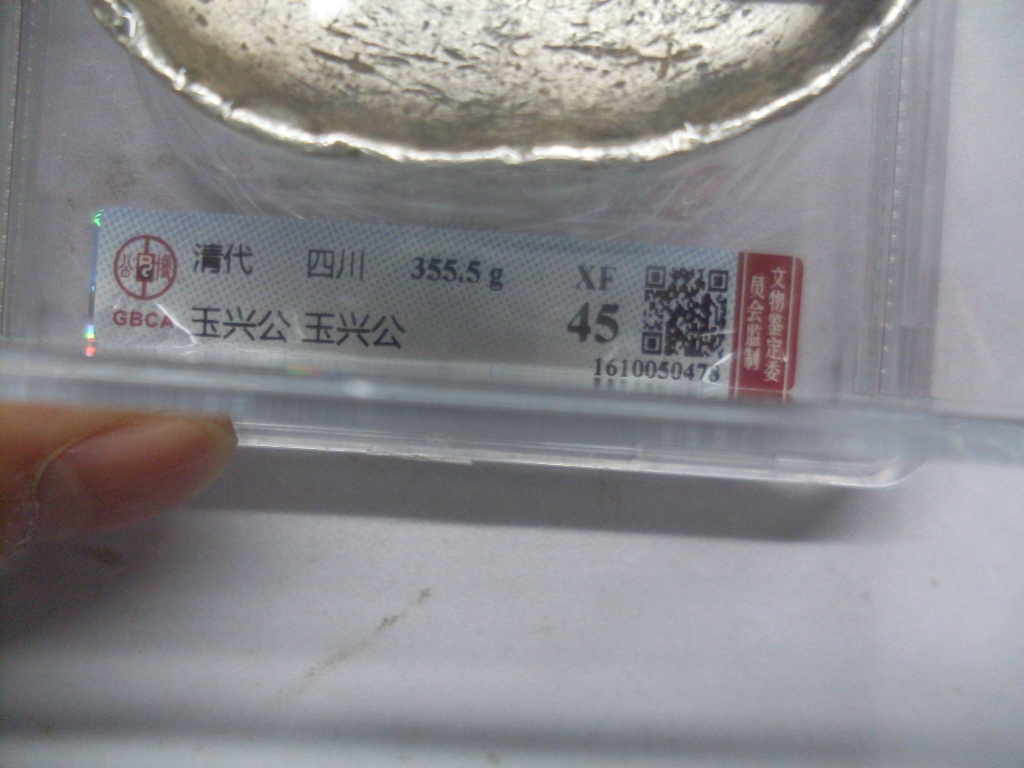 清代 四川 355.5 g XF
GBCA 玉兴公 玉兴公 45
1610050478
文物鉴定委
员会监制